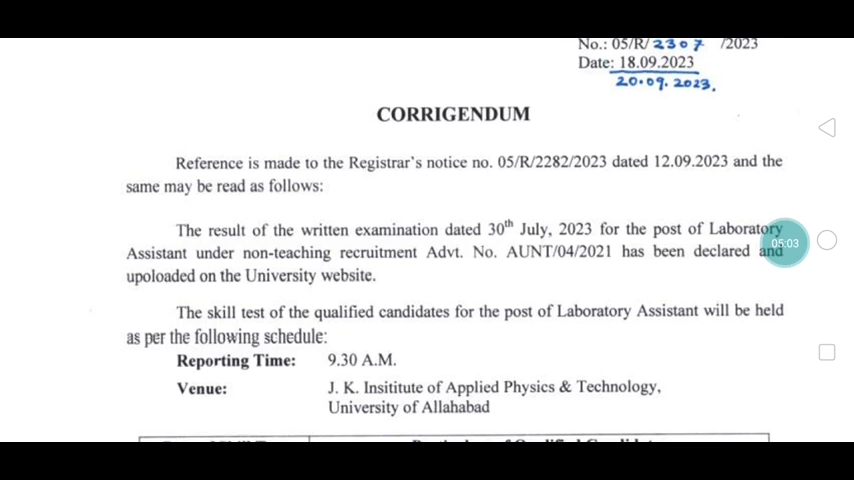 No.: 05/R/2307 /2023
Date: 18.09.2023
20.09.2023.
CORRIGENDUM
Reference is made to the Registrar's notice no. 05/R/2282/2023 dated 12.09.2023 and the
same may be read as follows:
The result of the written examination dated 30th July, 2023 for the post of Laboratory
Assistant under non-teaching recruitment Advt. No. AUNT/04/2021 has been declared and
upoloaded on the University website.
05:03
The skill test of the qualified candidates for the post of Laboratory Assistant will be held
as per the following schedule:
Reporting Time: 9.30 A.M.
Venue: J. K. Insititute of Applied Physics & Technology,
University of Allahabad